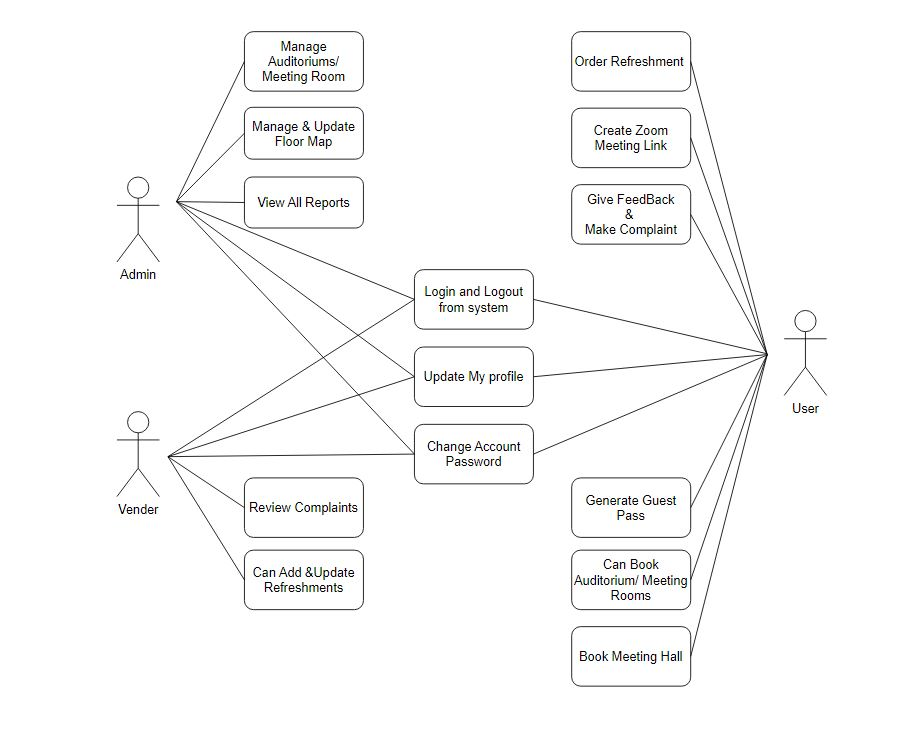 Manage
Auditoriums/
Meeting Room
Manage & Update
Floor Map
View All Reports
Admin
Order Refreshment
Create Zoom
Meeting Link
Give FeedBack
&
Make Complaint
Login and Logout
from system
Update My profile
Change Account
Password
User
Vender
Review Complaints
Can Add &Update
Refreshments
Generate Guest
Pass
Can Book
Auditorium/ Meeting
Rooms
Book Meeting Hall